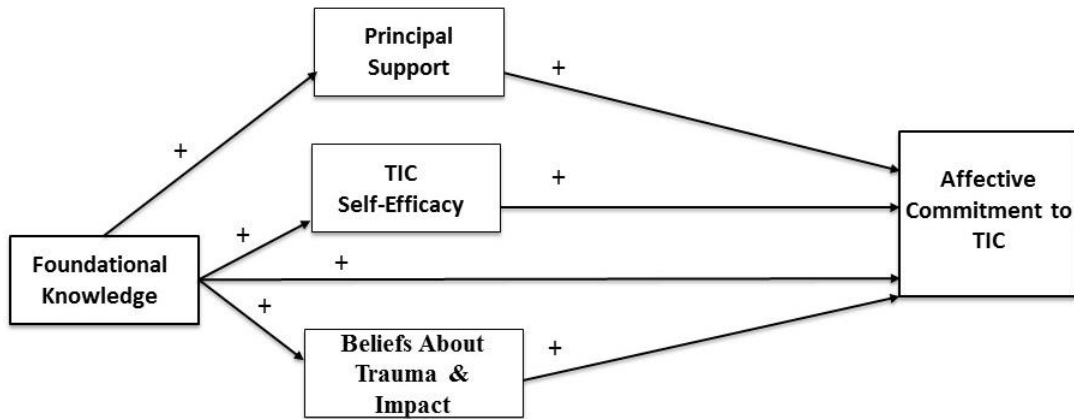 Principal
Support
+
+
+
TIC
Self-Efficacy
+
+
Affective
Commitment to
TIC
Foundational
Knowledge
+
+
Beliefs About
Trauma &
Impact
+